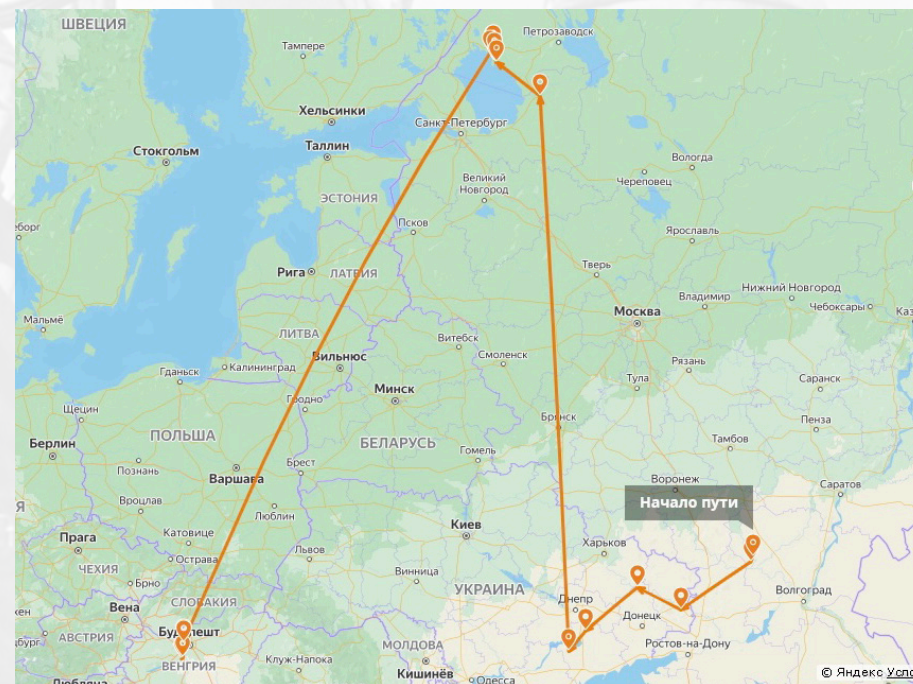 ШВЕЦИЯ
Петрозаводск
Тампере
Хельсинки
Санкт-Петербург
Таллин
Стокгольм
Вологда
Череповец
Великий
Новгород
ЭСТОНИЯ
Псков
Ярославль
ёборг
Рига
ЛАТВИЯ
Тверь
Нижний Новгород
Владимир
Чебоксары
Каз
Мальмё
Москва
ЛИТВА
Витебск
Вильнюс
Смоленск
Рязань
Гданьск
Калининград
Тула
Саранск
Минск
Гродно
Щецин
Брянск
Пенза
ПОЛЬША
БЕЛАРУСЬ
Тамбов
Берлин
Гомель
Познань
Брест
Варшава
Воронеж
Саратов
Вроцлав
Начало пути
Люблин
Киев
Катовице
Прага
Харьков
Острава
Львов
ЧЕХИЯ
Винница
Брно
УКРАИНА
Волгоград
Вена
СЛОВАКИЯ
Днепр
Донецк
Будапешт
АВСТРИЯ
МОЛДОВА
Ростов-на-Дону
ВЕНГРИЯ
Клуж-Напока
Кишинёв
Одесса
Любляна
© Яндекс Усло